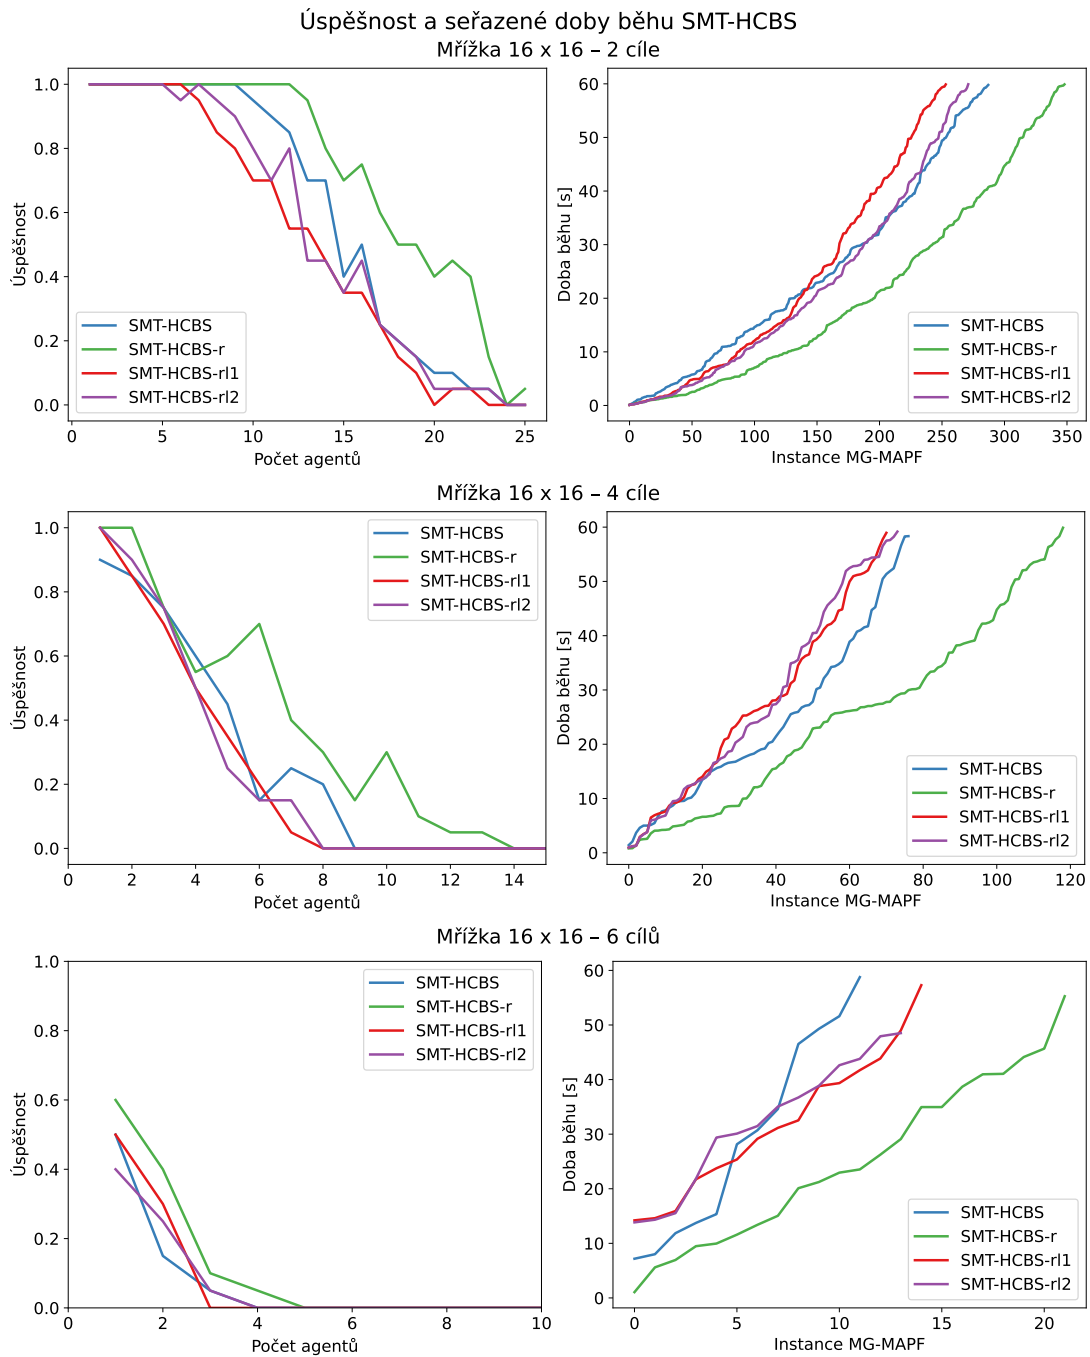 Úspěšnost a seřazené doby běhu SMT-HCBS
Mřížka 16 x 16 – 2 cíle
1.0
0.8
0.6
0.4
0.2
0.0
Úspěšnost
SMT-HCBS
SMT-HCBS-r
SMT-HCBS-rl1
SMT-HCBS-rl2
0 5 10 15 20 25
Počet agentů
60
50
40
30
20
10
0
Doba běhu [s]
SMT-HCBS
SMT-HCBS-r
SMT-HCBS-rl1
SMT-HCBS-rl2
0 50 100 150 200 250 300 350
Instance MG-MAPF
Mřížka 16 x 16 – 4 cíle
1.0
0.8
0.6
0.4
0.2
0.0
Úspěšnost
SMT-HCBS
SMT-HCBS-r
SMT-HCBS-rl1
SMT-HCBS-rl2
0 2 4 6 8 10 12 14
Počet agentů
60
50
40
30
20
10
0
Doba běhu [s]
SMT-HCBS
SMT-HCBS-r
SMT-HCBS-rl1
SMT-HCBS-rl2
0 20 40 60 80 100 120
Instance MG-MAPF
Mřížka 16 x 16 – 6 cílů
1.0
0.8
0.6
0.4
0.2
0.0
Úspěšnost
SMT-HCBS
SMT-HCBS-r
SMT-HCBS-rl1
SMT-HCBS-rl2
0 2 4 6 8 10
Počet agentů
60
50
40
30
20
10
0
Doba běhu [s]
SMT-HCBS
SMT-HCBS-r
SMT-HCBS-rl1
SMT-HCBS-rl2
0 5 10 15 20
Instance MG-MAPF